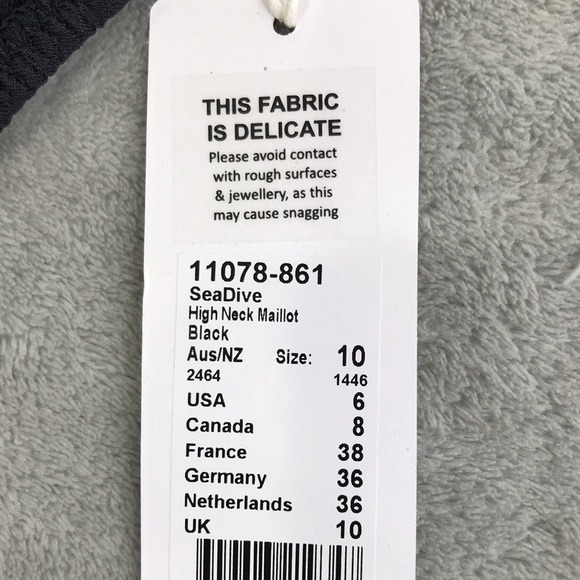 THIS FABRIC
IS DELICATE
Please avoid contact
with rough surfaces
& jewellery, as this
may cause snagging
11078-861
SeaDive
High Neck Maillot
Black
Aus/NZ Size: 10
2464 1446
USA 6
Canada 8
France 38
Germany 36
Netherlands 36
UK 10